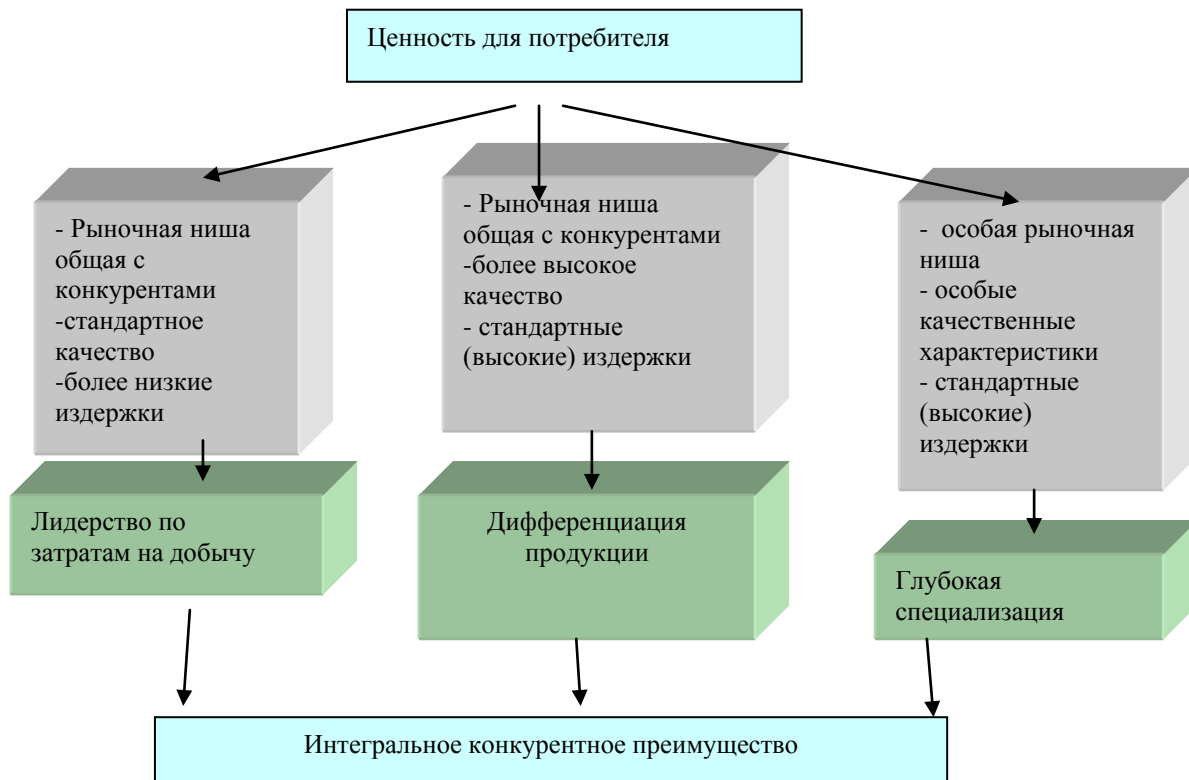 Ценность для потребителя
- Рыночная ниша
общая с
конкурентами
-стандартное
качество
-более низкие
издержки
- Рыночная ниша
общая с конкурентами
-более высокое
качество
- стандартные
(высокие) издержки
- особая рыночная
ниша
- особые
качественные
характеристики
- стандартные
(высокие)
издержки
Лидерство по
затратам на добычу
Дифференциация
продукции
Глубокая
специализация
Интегральное конкурентное преимущество